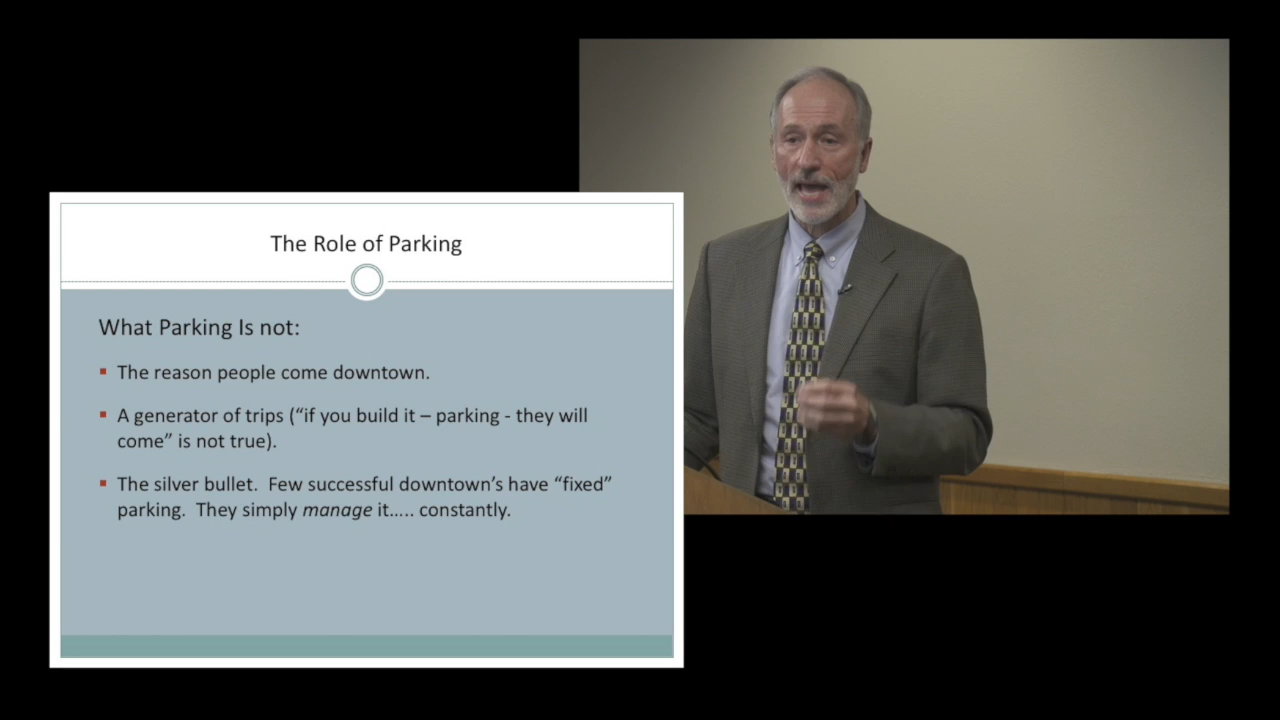 The Role of Parking
What Parking Is not:
▪ The reason people come downtown.
▪ A generator of trips (“if you build it – parking - they will
come” is not true).
▪ The silver bullet.  Few successful downtown’s have “fixed”
parking.  They simply manage it..... constantly.